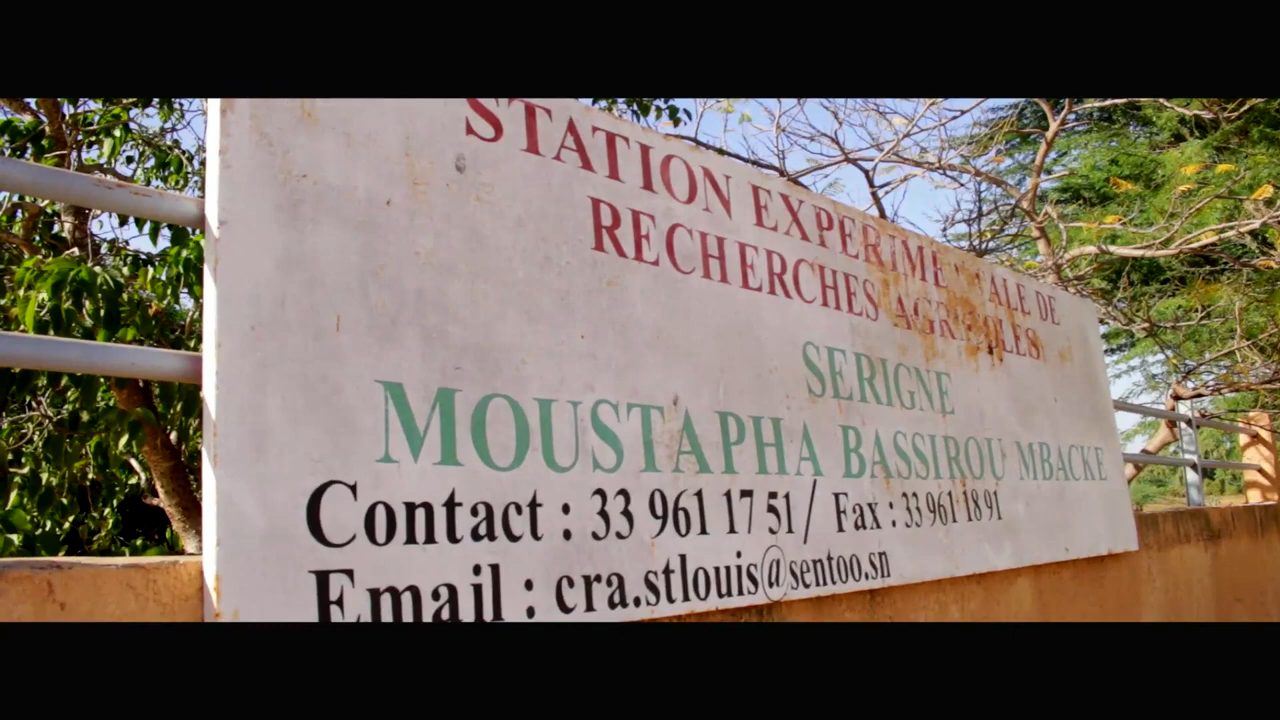 STATION EXPERIMENTALE DE
RECHERCHES AGRICOLES
SERIGNE
MOUSTAPHA BASSIROU MBACKE
Contact : 33 961 17 51 / Fax : 33 961 18 91
Email : cra.stlouis@sentoo.sn